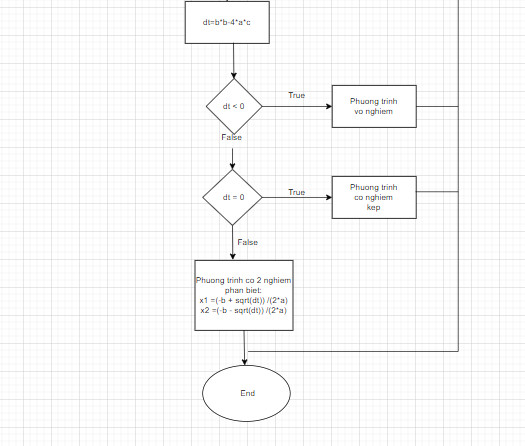 dt=b*b-4*a*c
dt < 0
True
Phuong trinh
vo nghiem
False
dt = 0
True
Phuong trinh
co nghiem
kep
False
Phuong trinh co 2 nghiem
phan biet:
x1 =(-b + sqrt(dt)) /(2*a)
x2 =(-b - sqrt(dt)) /(2*a)
End